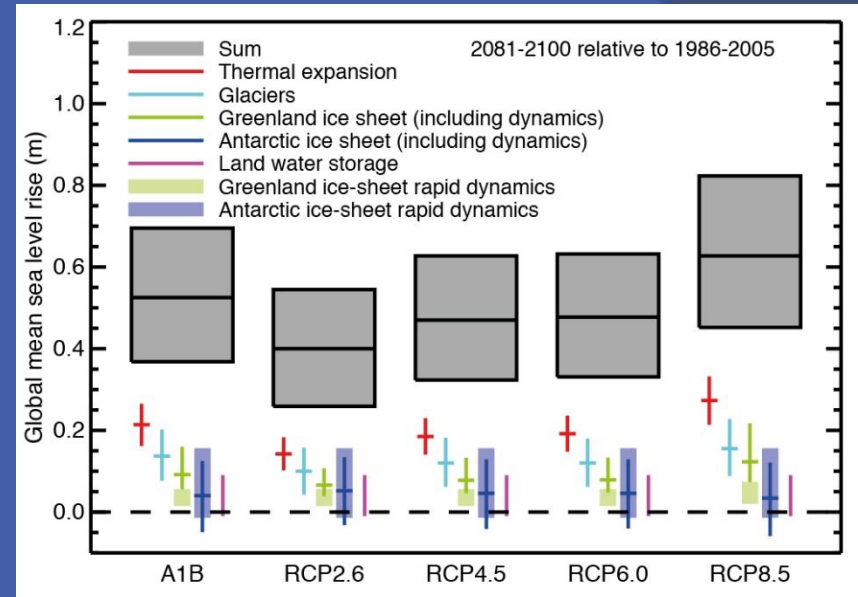 2081-2100 relative to 1986-2005
Sum
Thermal expansion
Glaciers
Greenland ice sheet (including dynamics)
Antarctic ice sheet (including dynamics)
Land water storage
Greenland ice-sheet rapid dynamics
Antarctic ice-sheet rapid dynamics
Global mean sea level rise (m)
1.2
1.0
0.8
0.6
0.4
0.2
0.0
A1B RCP2.6 RCP4.5 RCP6.0 RCP8.5